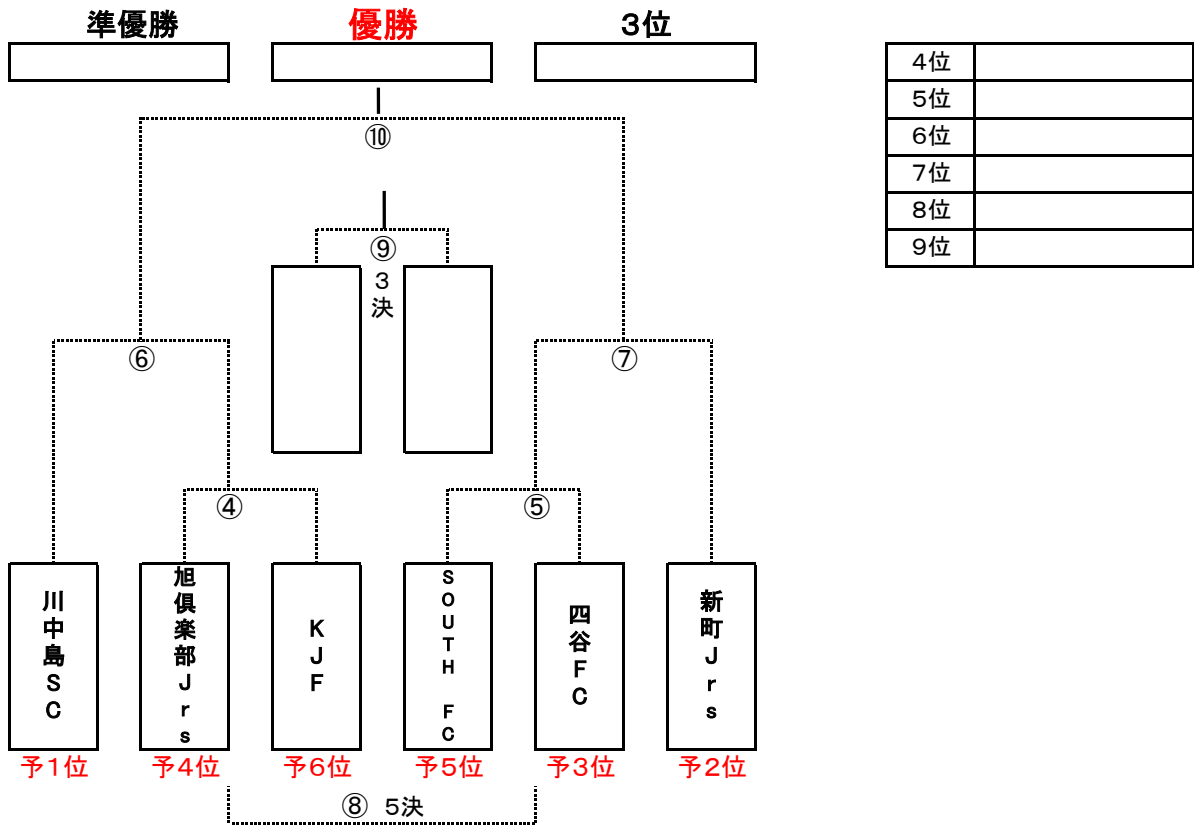 準優勝
優勝
3位
4位
5位
6位
7位
8位
9位
⑩
⑨
3決
⑥
⑦
④
⑤
川中島SC
旭倶楽部Jrs
KJF
SOUTH FC
四谷FC
新町Jrs
予1位
予4位
予6位
予5位
予3位
予2位
⑧ 5決